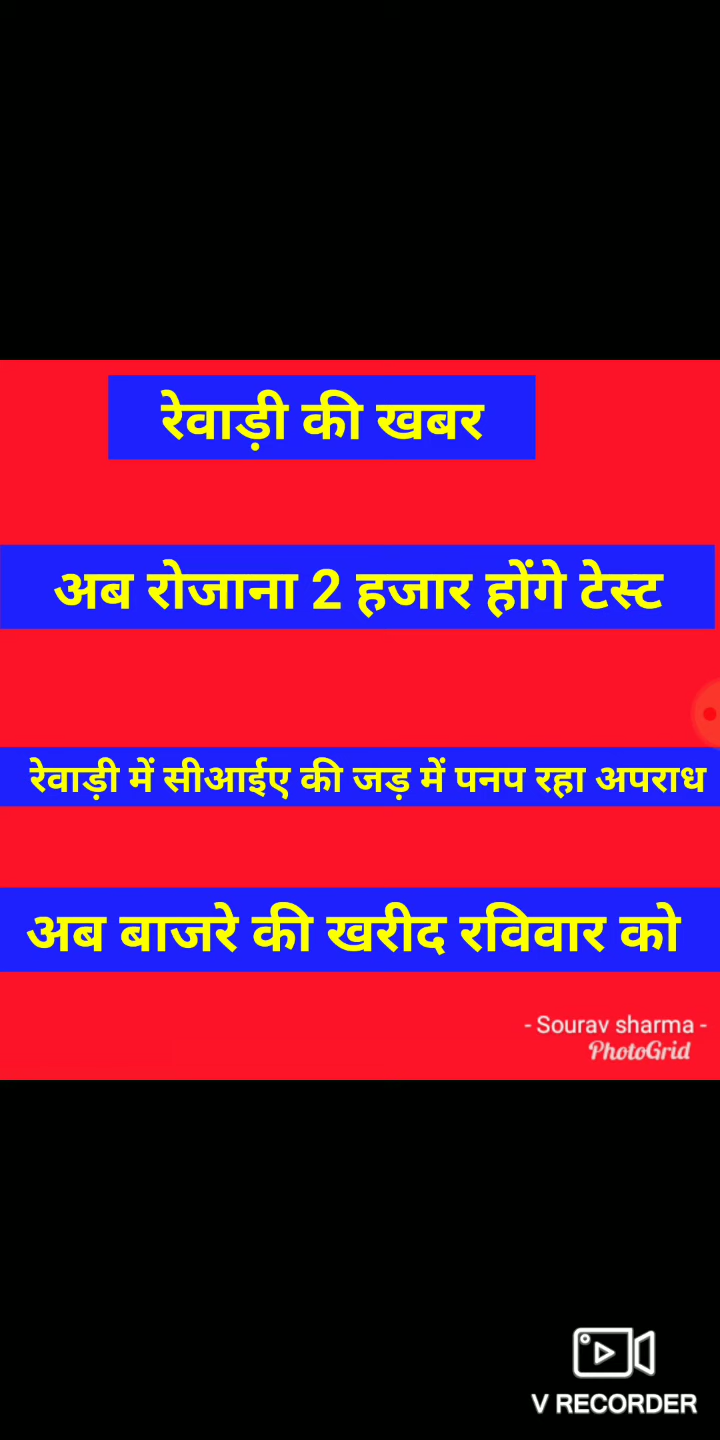 रेवाड़ी की खबर
अब रोजाना 2 हजार होंगे टेस्ट
रेवाड़ी में सीआईए की जड़ में पनप रहा अपराध
अब बाजरे की खरीद रविवार को
- Sourav sharma -
PhotoGrid
V RECORDER